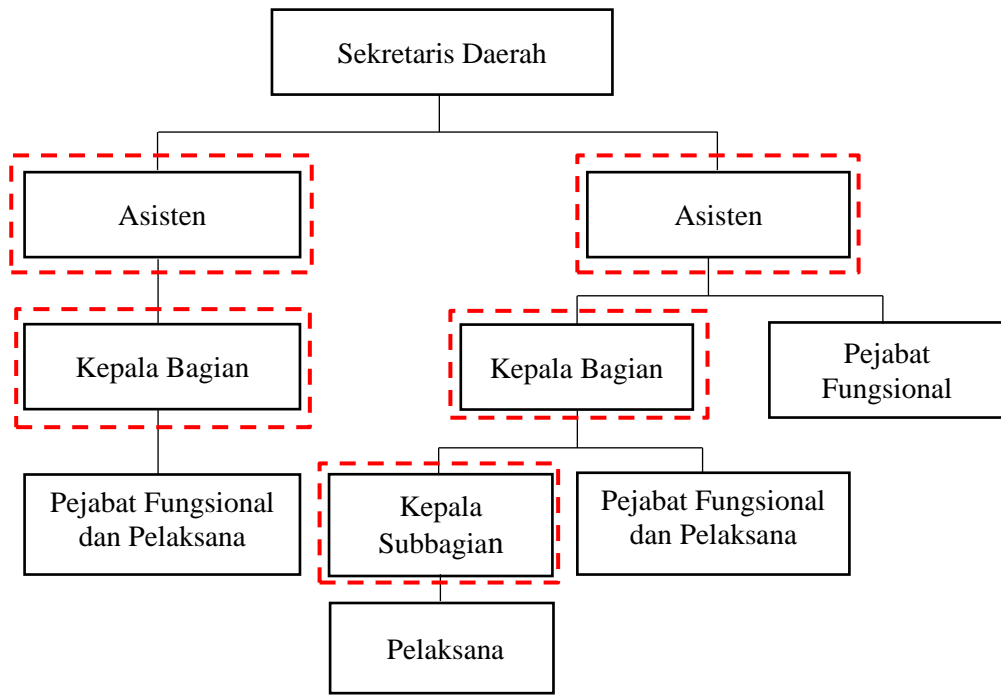 Sekretaris Daerah
Asisten
Asisten
Kepala Bagian
Kepala Bagian
Pejabat
Fungsional
Pejabat Fungsional
dan Pelaksana
Kepala
Subbagian
Pejabat Fungsional
dan Pelaksana
Pelaksana